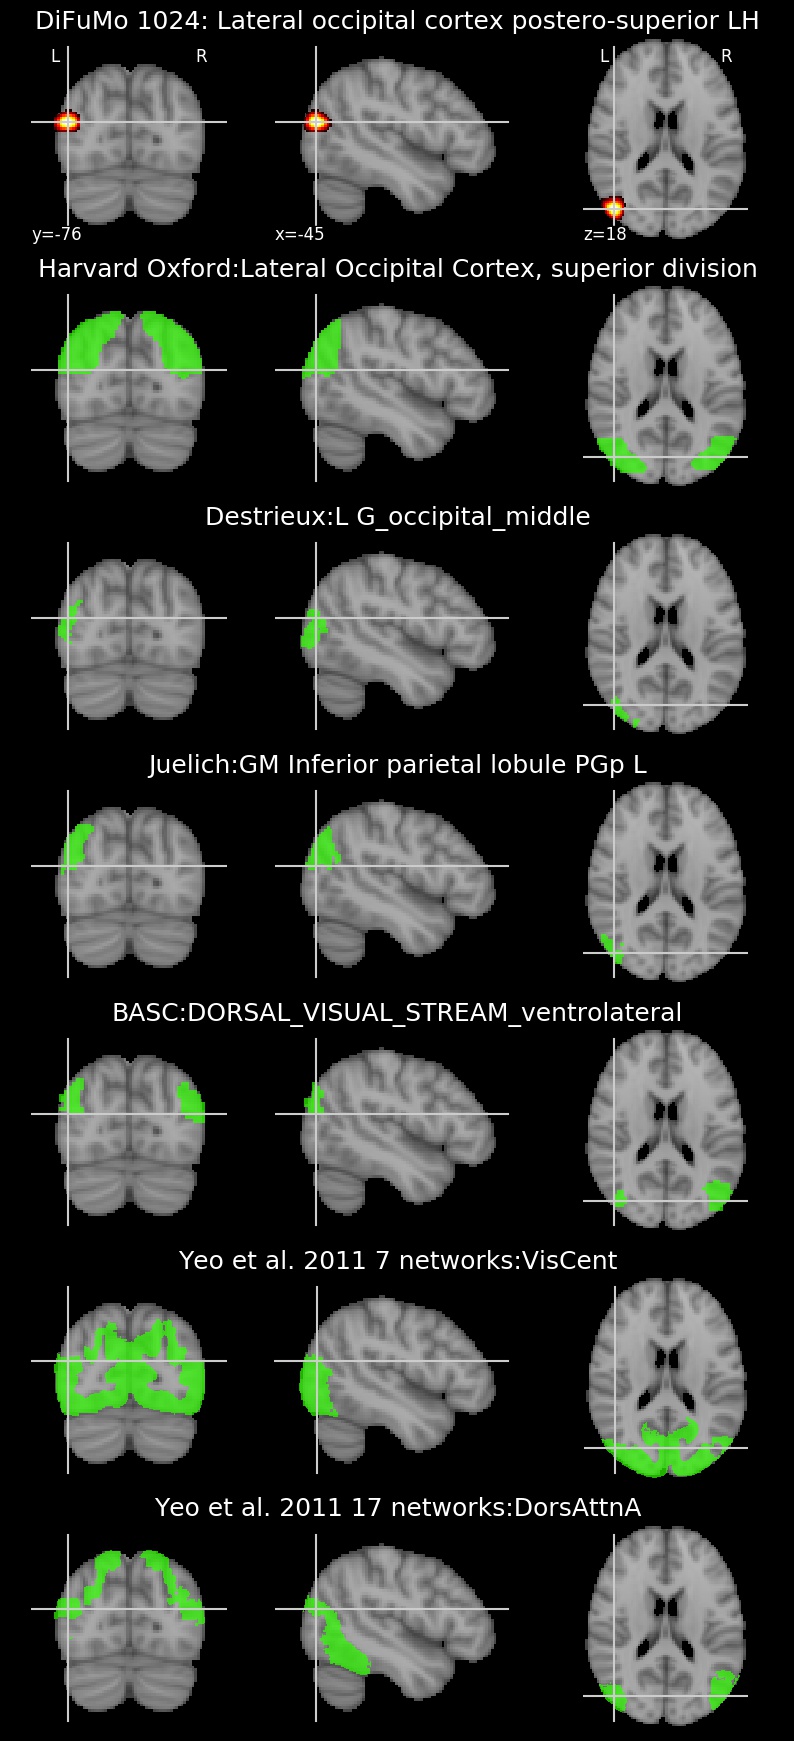 DiFuMo 1024: Lateral occipital cortex postero-superior LH
L R L R
y=-76 x=-45 z=18
Harvard Oxford:Lateral Occipital Cortex, superior division
Destrieux:L G_occipital_middle
Juelich:GM Inferior parietal lobule PGp L
BASC:DORSAL_VISUAL_STREAM_ventrolateral
Yeo et al. 2011 7 networks:VisCent
Yeo et al. 2011 17 networks:DorsAttnA